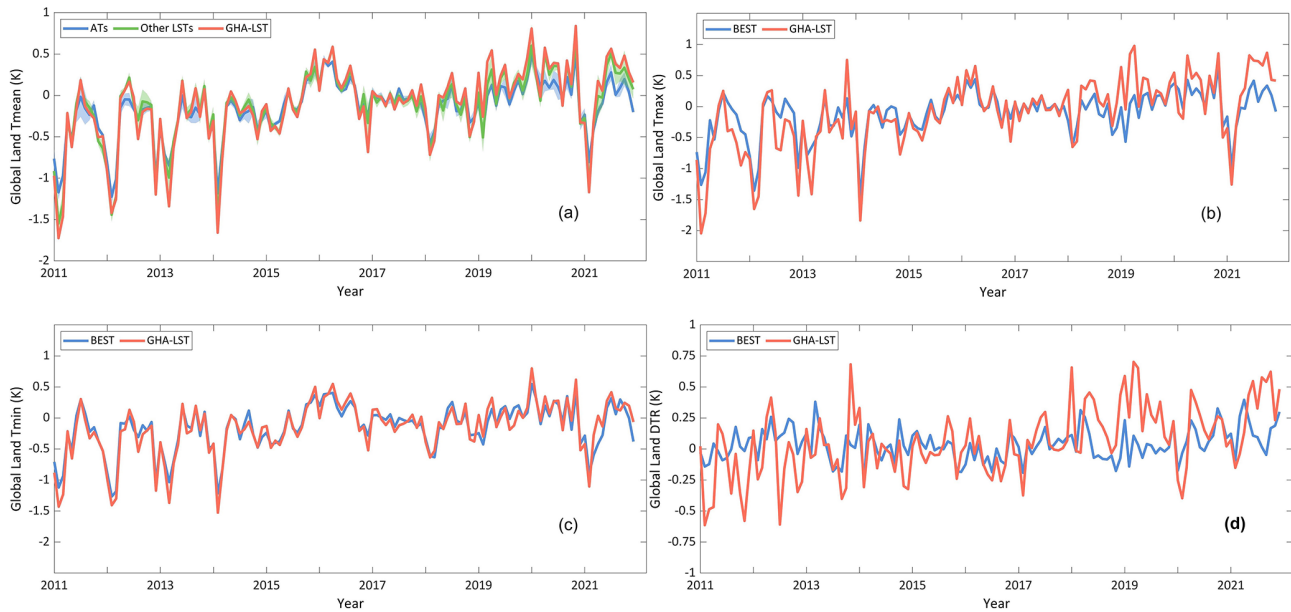 ATs Other LSTs GHA-LST
Global Land Tmean (K)
1
0.5
0
-0.5
-1
-1.5
-2
(a)
2011 2013 2015 2017 2019 2021
Year
BEST GHA-LST
Global Land Tmax (K)
1
0.5
0
-0.5
-1
-1.5
-2
(b)
2011 2013 2015 2017 2019 2021
Year
BEST GHA-LST
Global Land Tmin (K)
1
0.5
0
-0.5
-1
-1.5
-2
(c)
2011 2013 2015 2017 2019 2021
Year
BEST GHA-LST
Global Land DTR (K)
1
0.75
0.5
0.25
0
-0.25
-0.5
-0.75
-1
(d)
2011 2013 2015 2017 2019 2021
Year